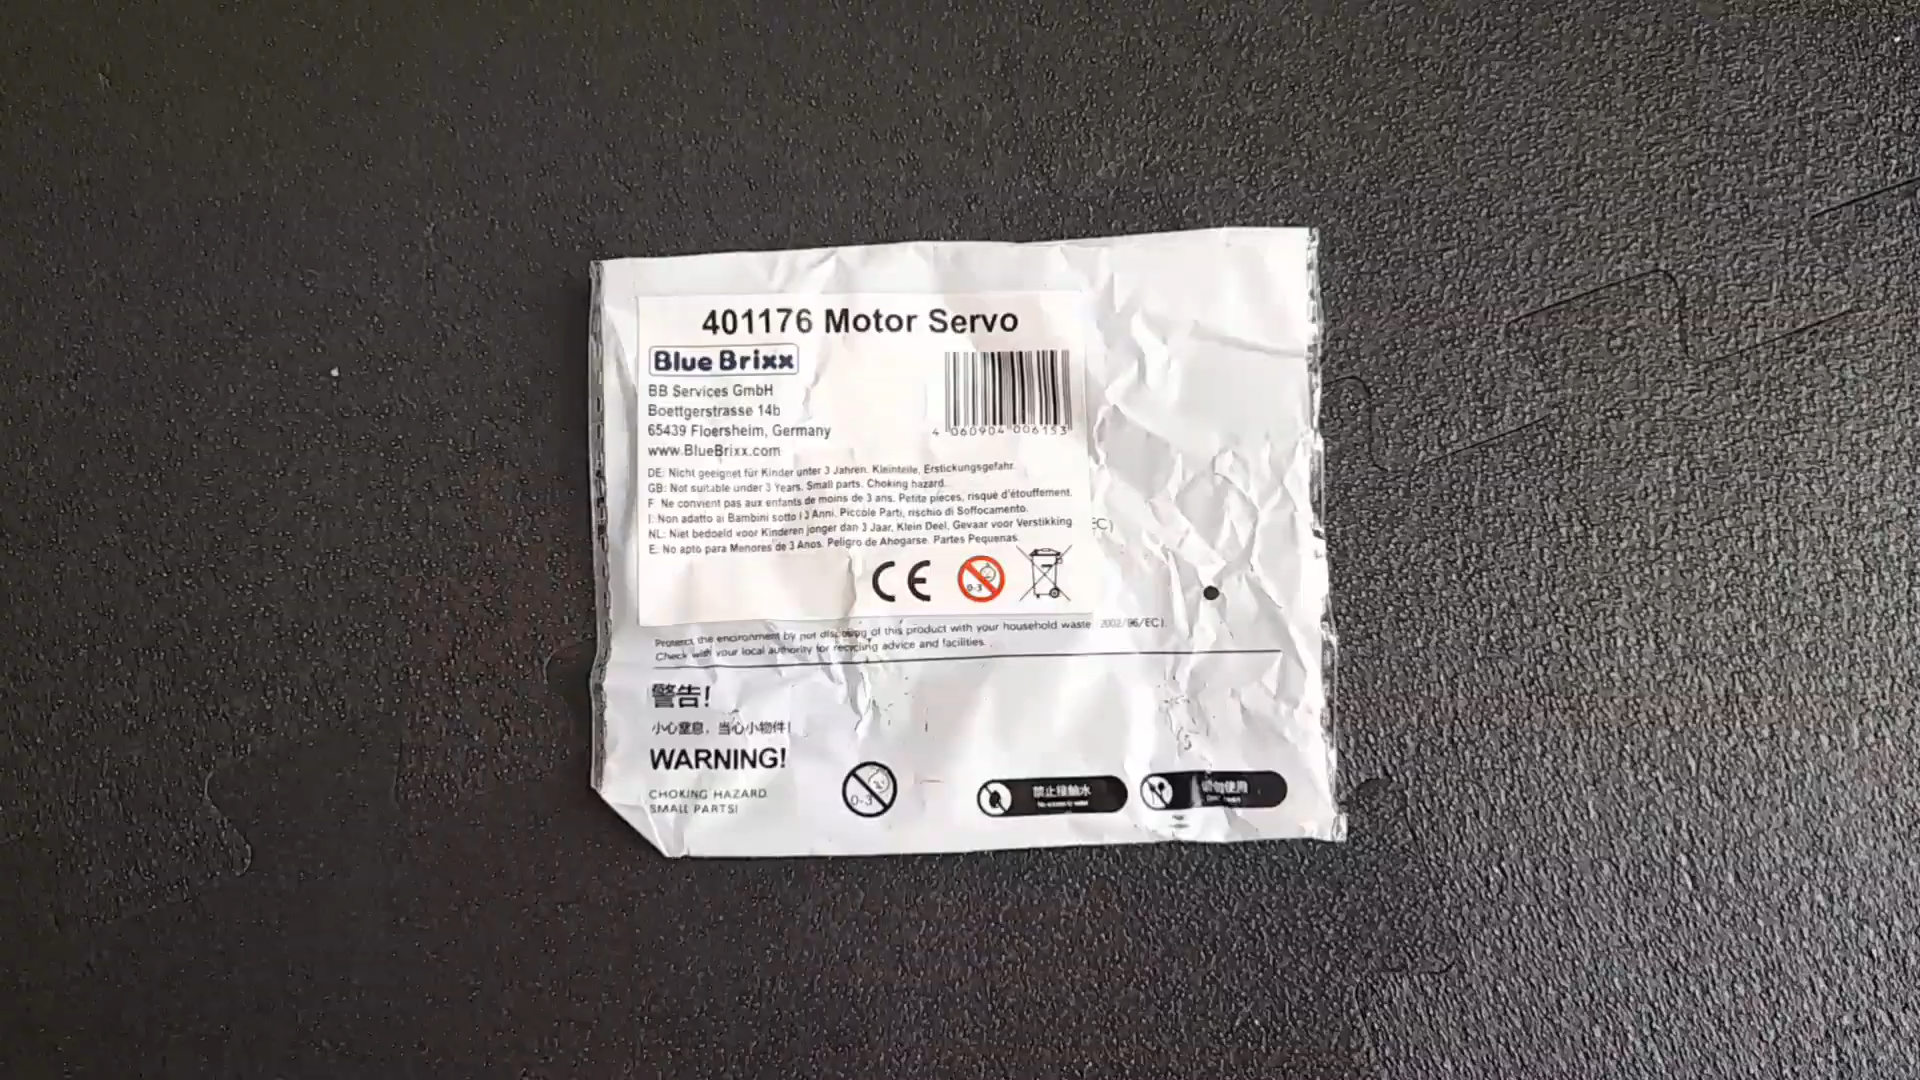 401176 Motor Servo
Blue Brixx
BB Services GmbH
Boettgerstrasse 14b
65439 Floersheim, Germany
www.BlueBrixx.com
4 060904 006153
DE: Nicht geeignet für Kinder unter 3 Jahren. Kleinteile, Erstickungsgefahr.
GB: Not suitable under 3 Years. Small parts. Choking hazard.
F: Ne convient pas aux enfants de moins de 3 ans. Petite pièces, risque d'étouffement.
I: Non adatto ai Bambini sotto i 3 Anni. Piccole Parti, rischio di Soffocamento.
NL: Niet bedoeld voor Kinderen jonger dan 3 Jaar, Klein Deel, Gevaar voor Verstikking
E: No apto para Menores de 3 Anos. Peligro de Ahogarse. Partes Pequenas.
EC)
CE
0-3
Protect the environment by not disposing of this product with your household waste 2002/96/EC).
Check with your local authority for recycling advice and facilities.
警告!
小心窒息，当心小物件!
WARNING!
CHOKING HAZARD
SMALL PARTS!
0-3
禁止接触水
请勿使用